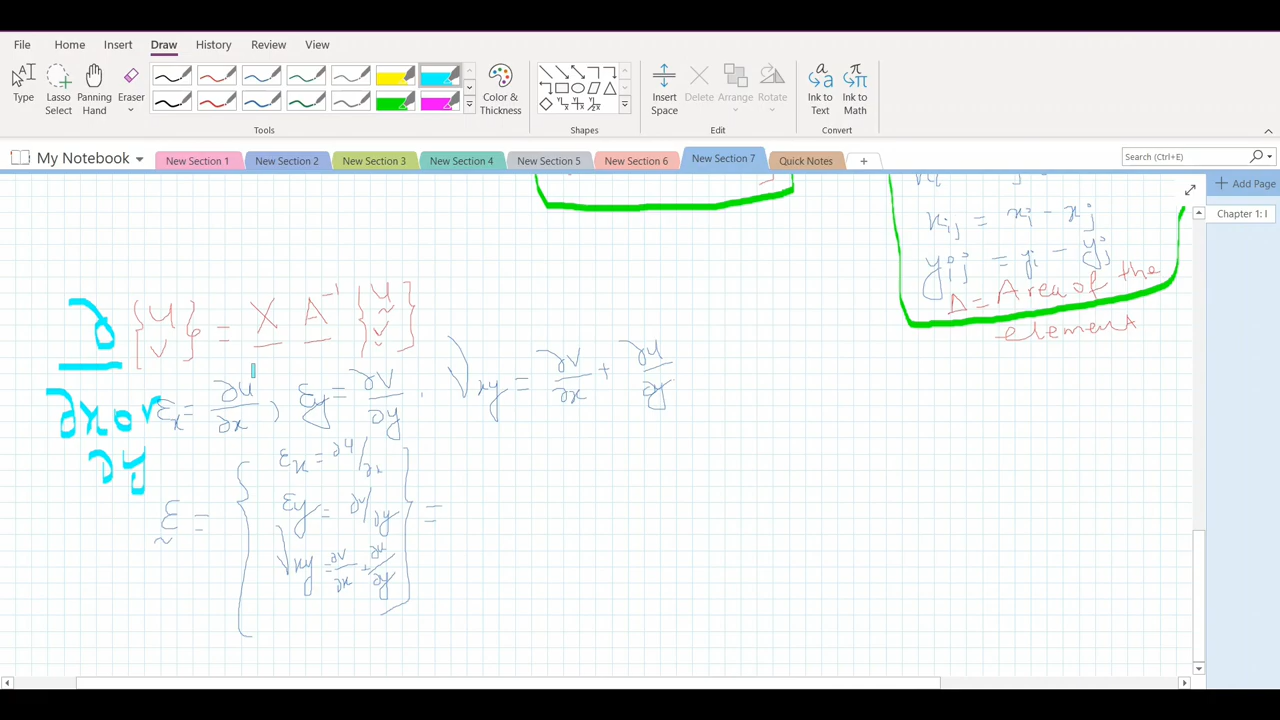 File Home Insert Draw History Review View
Type
Lasso Select
Panning Hand
Eraser
Color & Thickness
Insert Space
Delete
Arrange
Rotate
Ink to Text
Ink to Math
Tools
Shapes
Edit
Convert
My Notebook
New Section 1
New Section 2
New Section 3
New Section 4
New Section 5
New Section 6
New Section 7
Quick Notes
Search (Ctrl+E)
Add Page
Chapter 1: I
xij = xi - xj
yij = yi - yj
Δ = Area of the
element
{u v} = X A⁻¹ {u v}
∂
∂x or
∂y
εx = ∂u/∂x, εy = ∂v/∂y, γxy = ∂v/∂x + ∂u/∂y
εx = ∂u/∂x
ε = εy = ∂v/∂y =
γxy = ∂v/∂x + ∂u/∂y